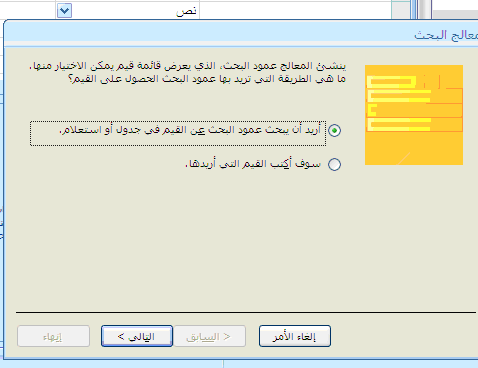 نص
معالج البحث
ينشئ المعالج عمود البحث، الذي يعرض قائمة قيم يمكن الاختيار منها.
ما هي الطريقة التي تريد بها عمود البحث الحصول على القيم؟
أريد أن يبحث عمود البحث عن القيم في جدول أو استعلام.
سوف أكتب القيم التي أريدها.
إلغاء الأمر
< السابق
التالي >
إنهاء